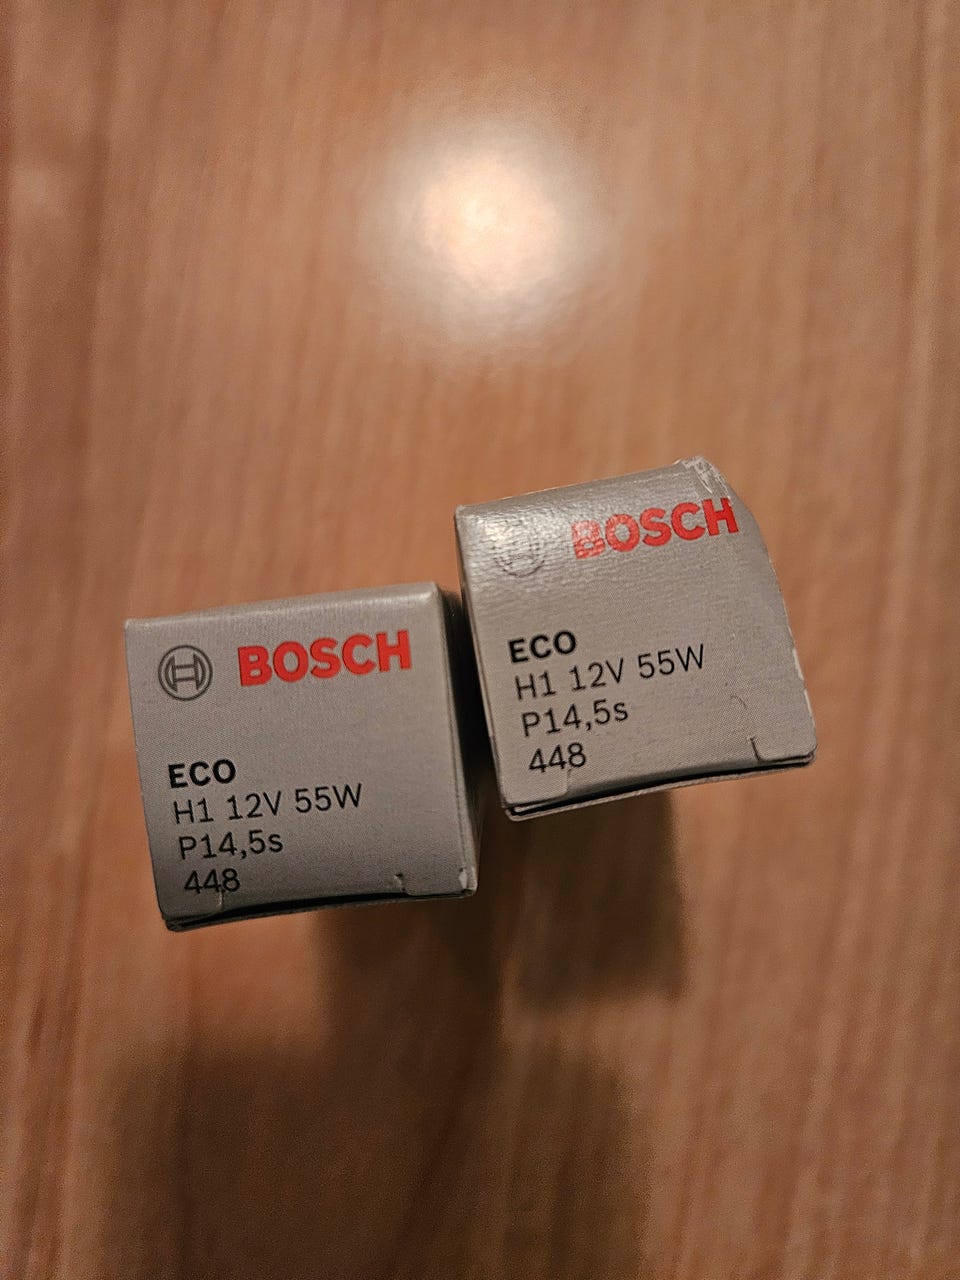 BOSCH
ECO
H1 12V 55W
P14,5s
448
BOSCH
ECO
H1 12V 55W
P14,5s
448